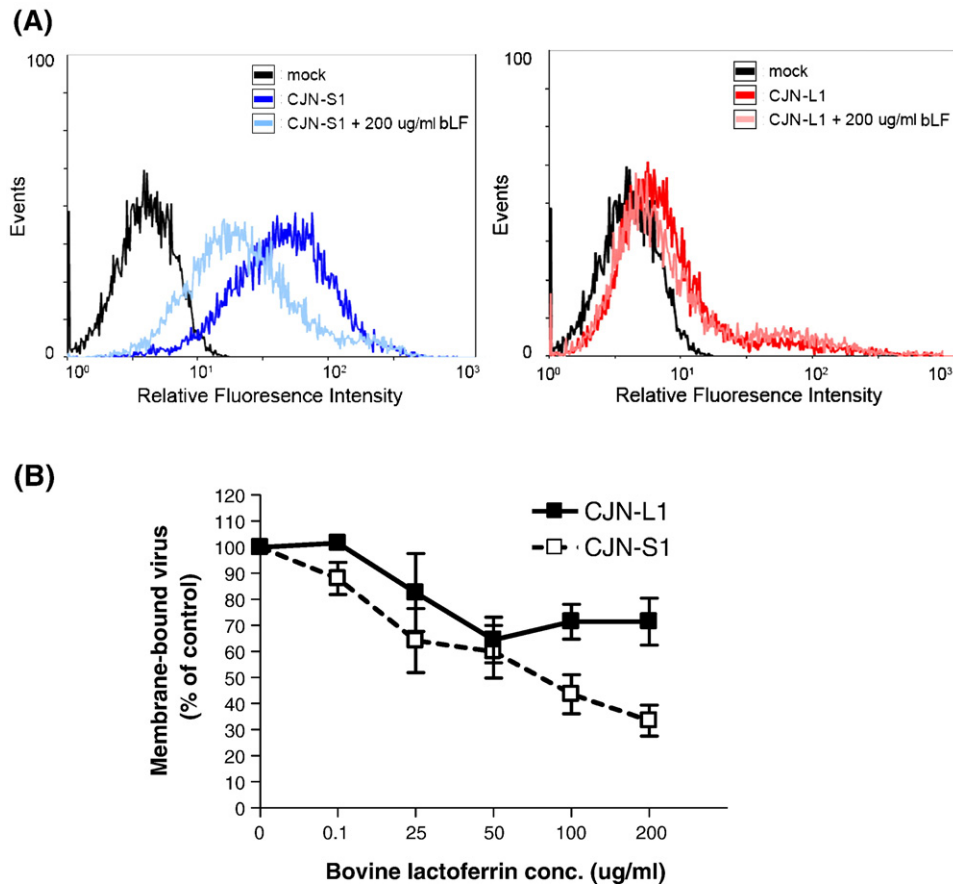 (A)
100
mock
CJN-S1
CJN-S1 + 200 ug/ml bLF
Events
0
10⁰
10¹
10²
10³
Relative Fluoresence Intensity
100
mock
CJN-L1
CJN-L1 + 200 ug/ml bLF
Events
0
10⁰
10¹
10²
10³
Relative Fluoresence Intensity
(B)
Membrane-bound virus
(% of control)
120
110
100
90
80
70
60
50
40
30
20
10
0
CJN-L1
CJN-S1
0
0.1
25
50
100
200
Bovine lactoferrin conc. (ug/ml)